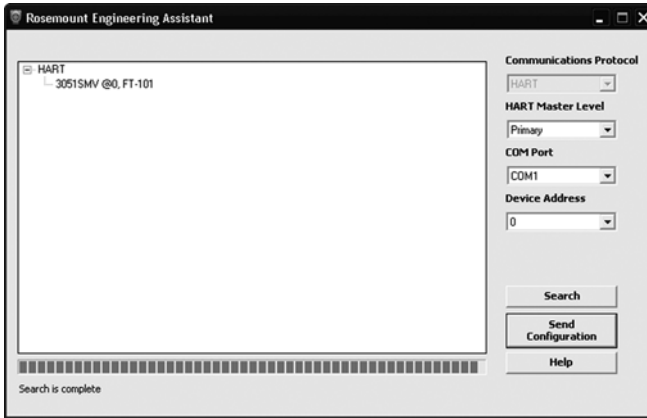 Rosemount Engineering Assistant
HART
3051SMV @0, FT-101
Communications Protocol
HART
HART Master Level
Primary
COM Port
COM1
Device Address
0
Search
Send
Configuration
Help
Search is complete